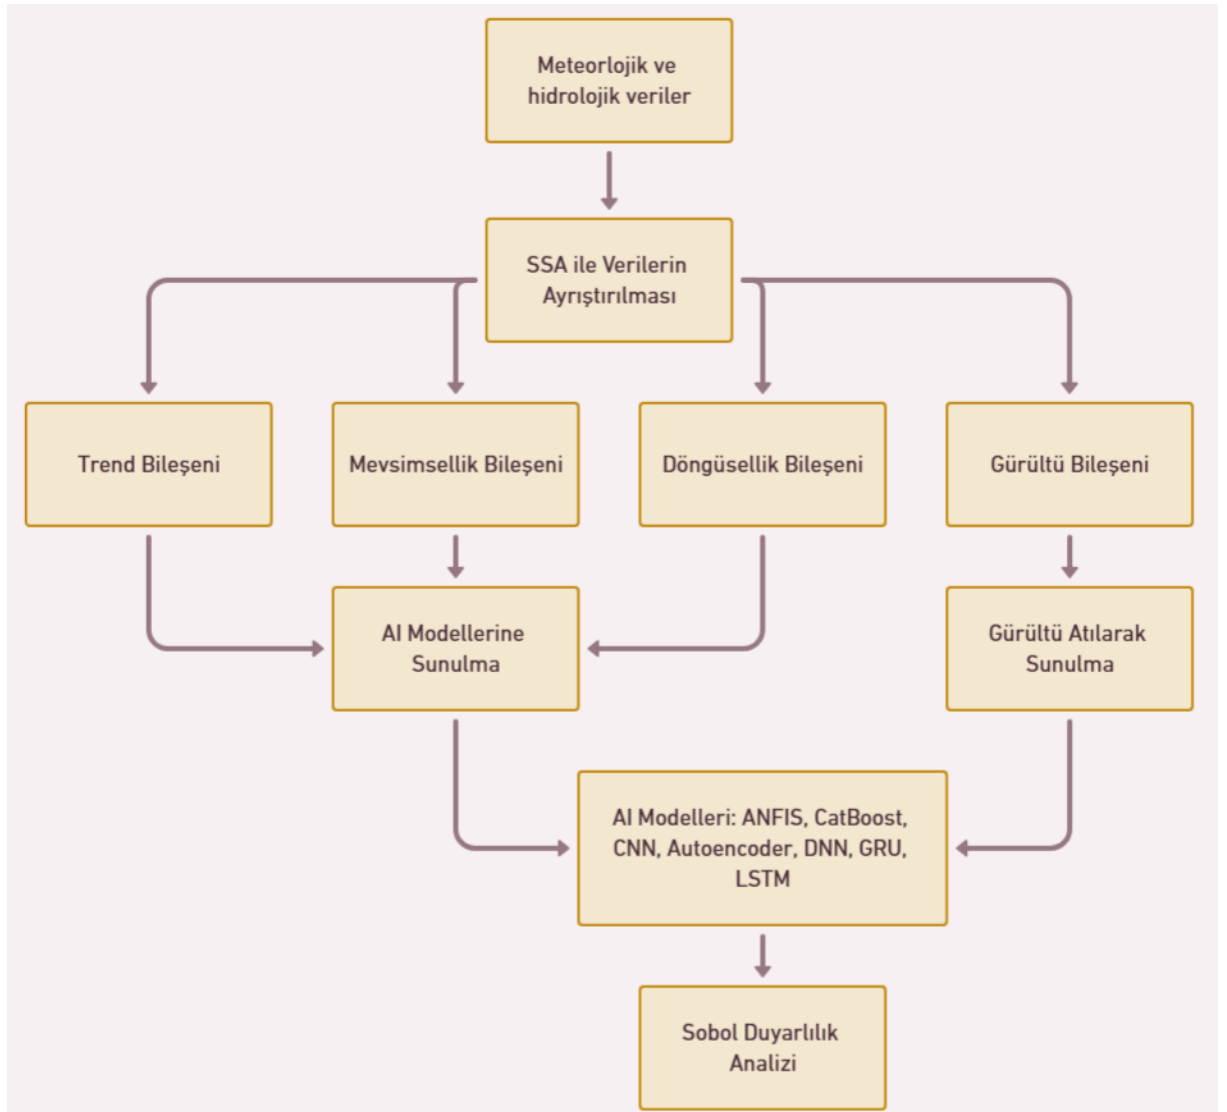 Meteorlojik ve
hidrolojik veriler
SSA ile Verilerin
Ayrıştırılması
Trend Bileşeni
Mevsimsellik Bileşeni
Döngüsellik Bileşeni
Gürültü Bileşeni
AI Modellerine
Sunulma
Gürültü Atılarak
Sunulma
AI Modelleri: ANFIS, CatBoost,
CNN, Autoencoder, DNN, GRU,
LSTM
Sobol Duyarlılık
Analizi